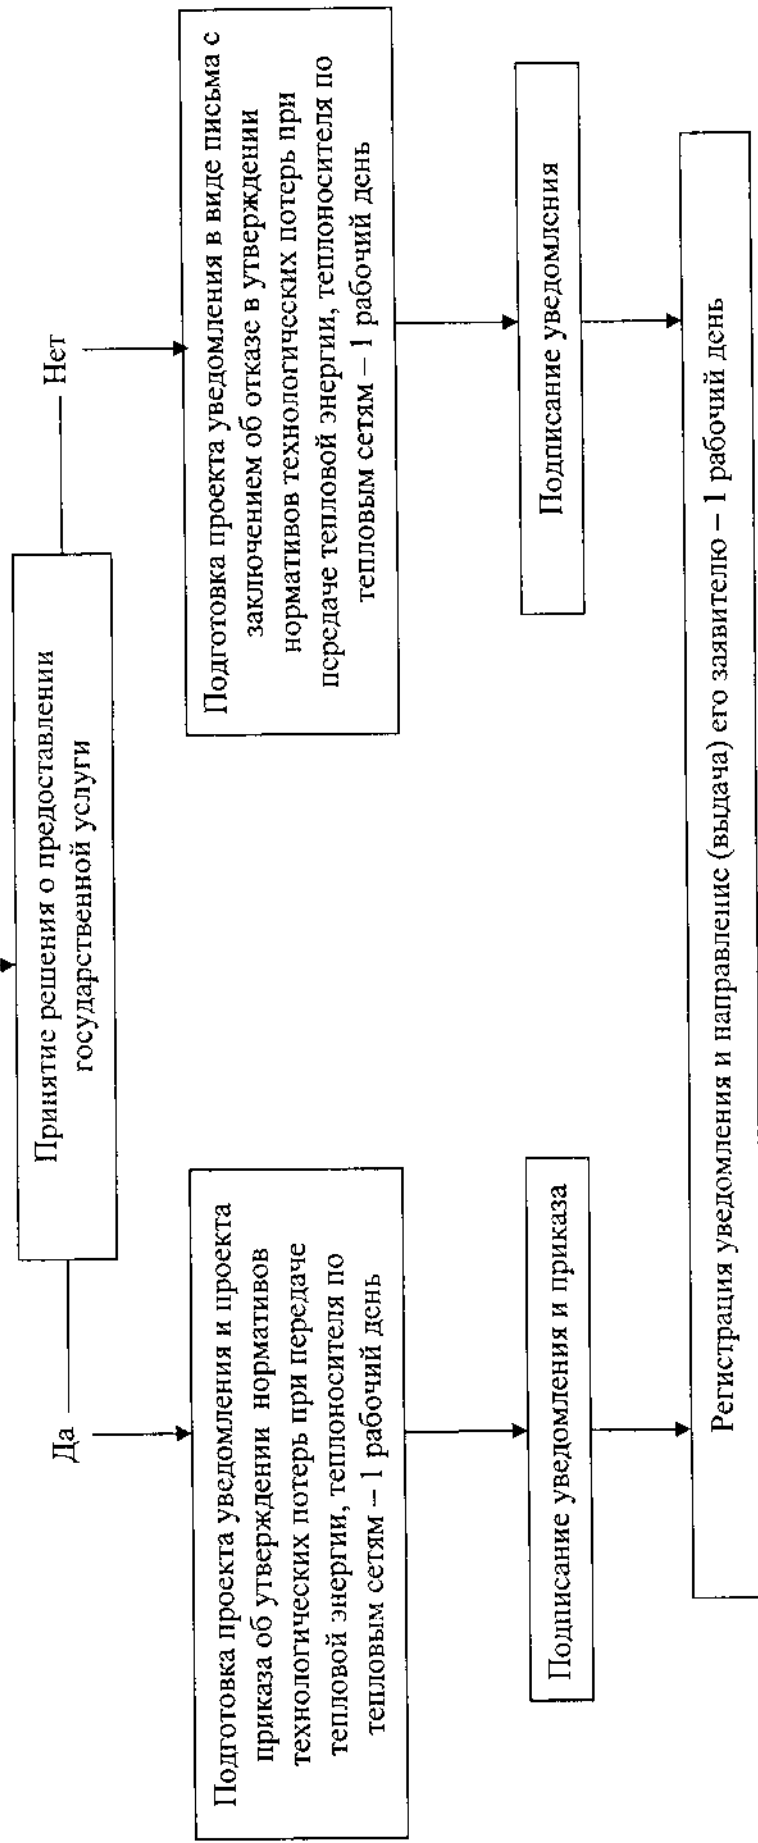 Принятие решения о предоставлении
государственной услуги
Да
Нет
Подготовка проекта уведомления и проекта
приказа об утверждении нормативов
технологических потерь при передаче
тепловой энергии, теплоносителя по
тепловым сетям – 1 рабочий день
Подготовка проекта уведомления в виде письма с
заключением об отказе в утверждении
нормативов технологических потерь при
передаче тепловой энергии, теплоносителя по
тепловым сетям – 1 рабочий день
Подписание уведомления и приказа
Подписание уведомления
Регистрация уведомления и направление (выдача) его заявителю – 1 рабочий день